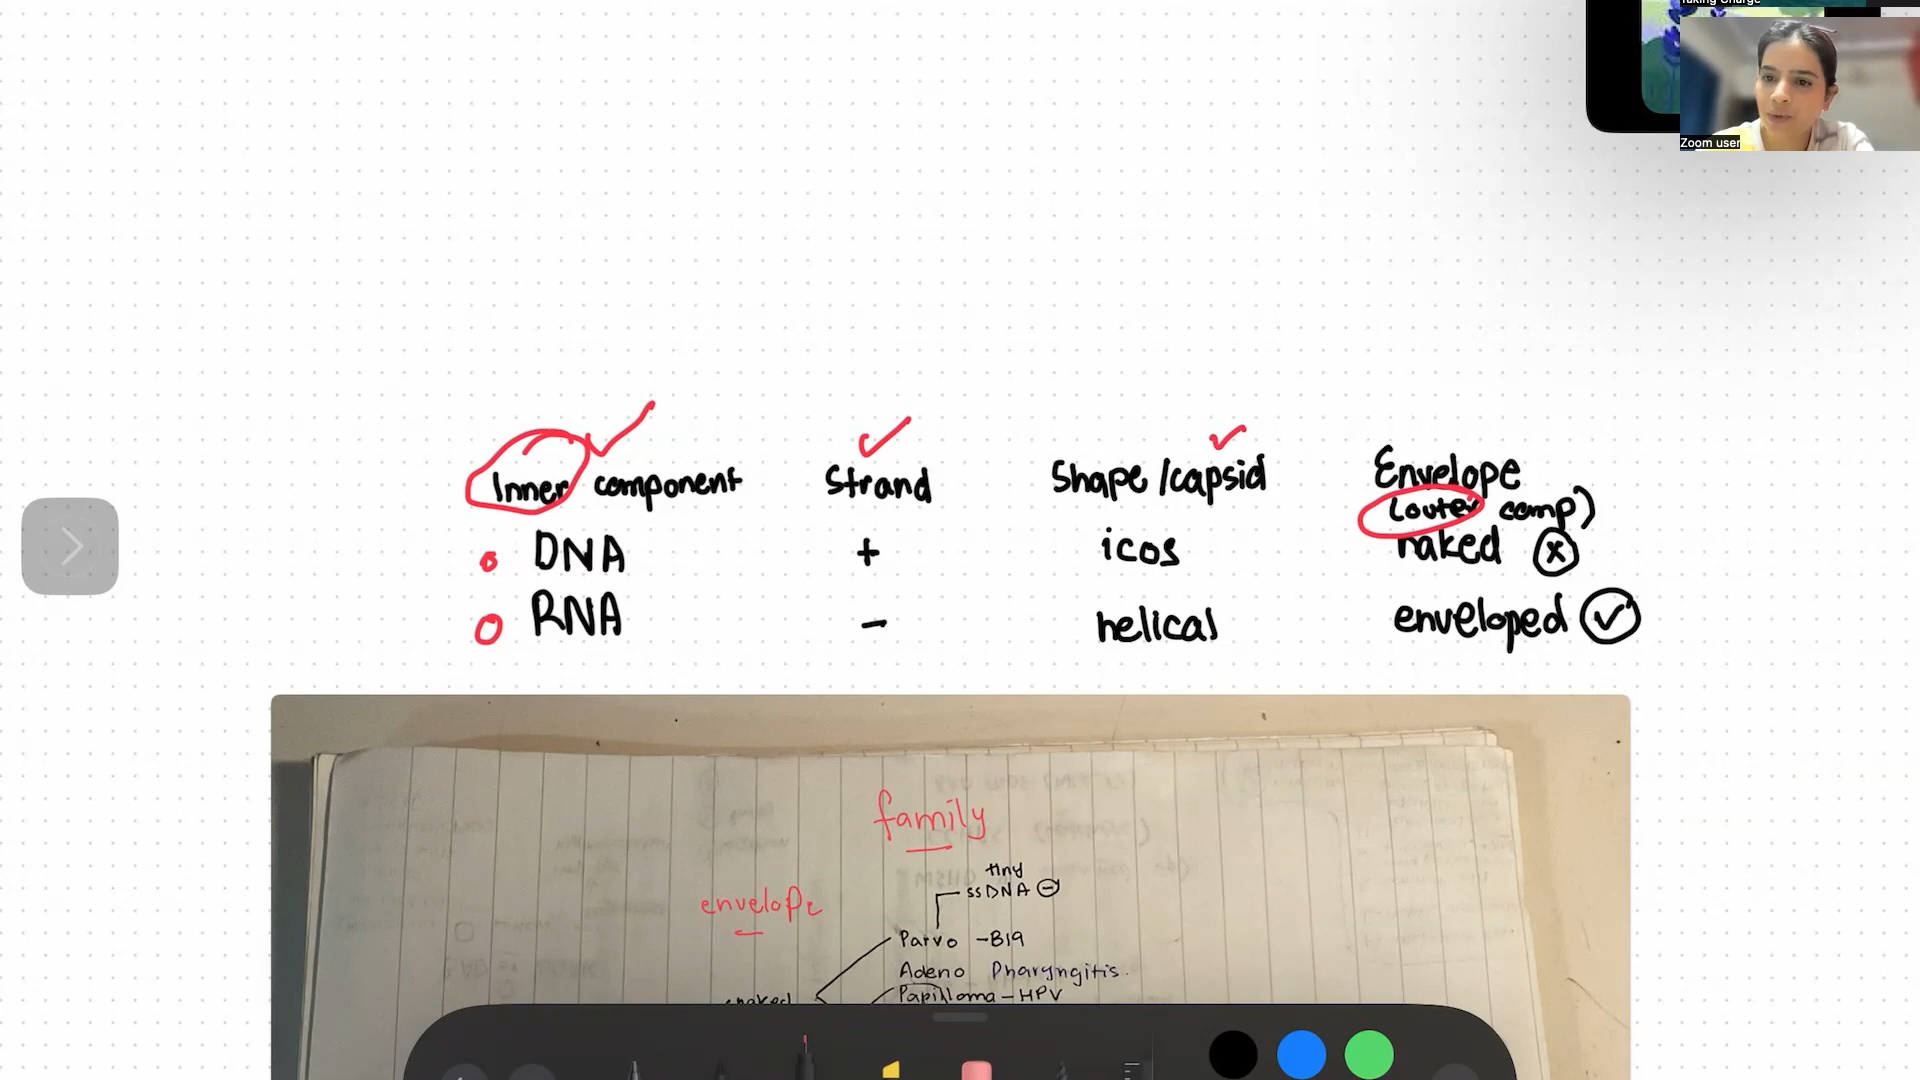 Taking Charge
Zoom user
Inner component Strand Shape/capsid Envelope
(outer comp)
DNA + icos naked x
RNA - helical enveloped ✓
family
tiny
ssDNA -
envelope
Parvo - B19
Adeno Pharyngitis.
Papilloma - HPV